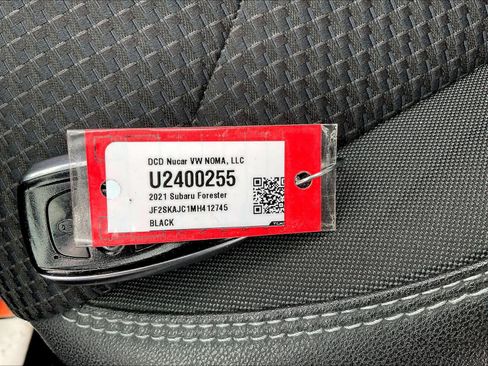 DCD Nucar VW NOMA, LLC
U2400255
2021 Subaru Forester
JF2SKAJC1MH412745
BLACK